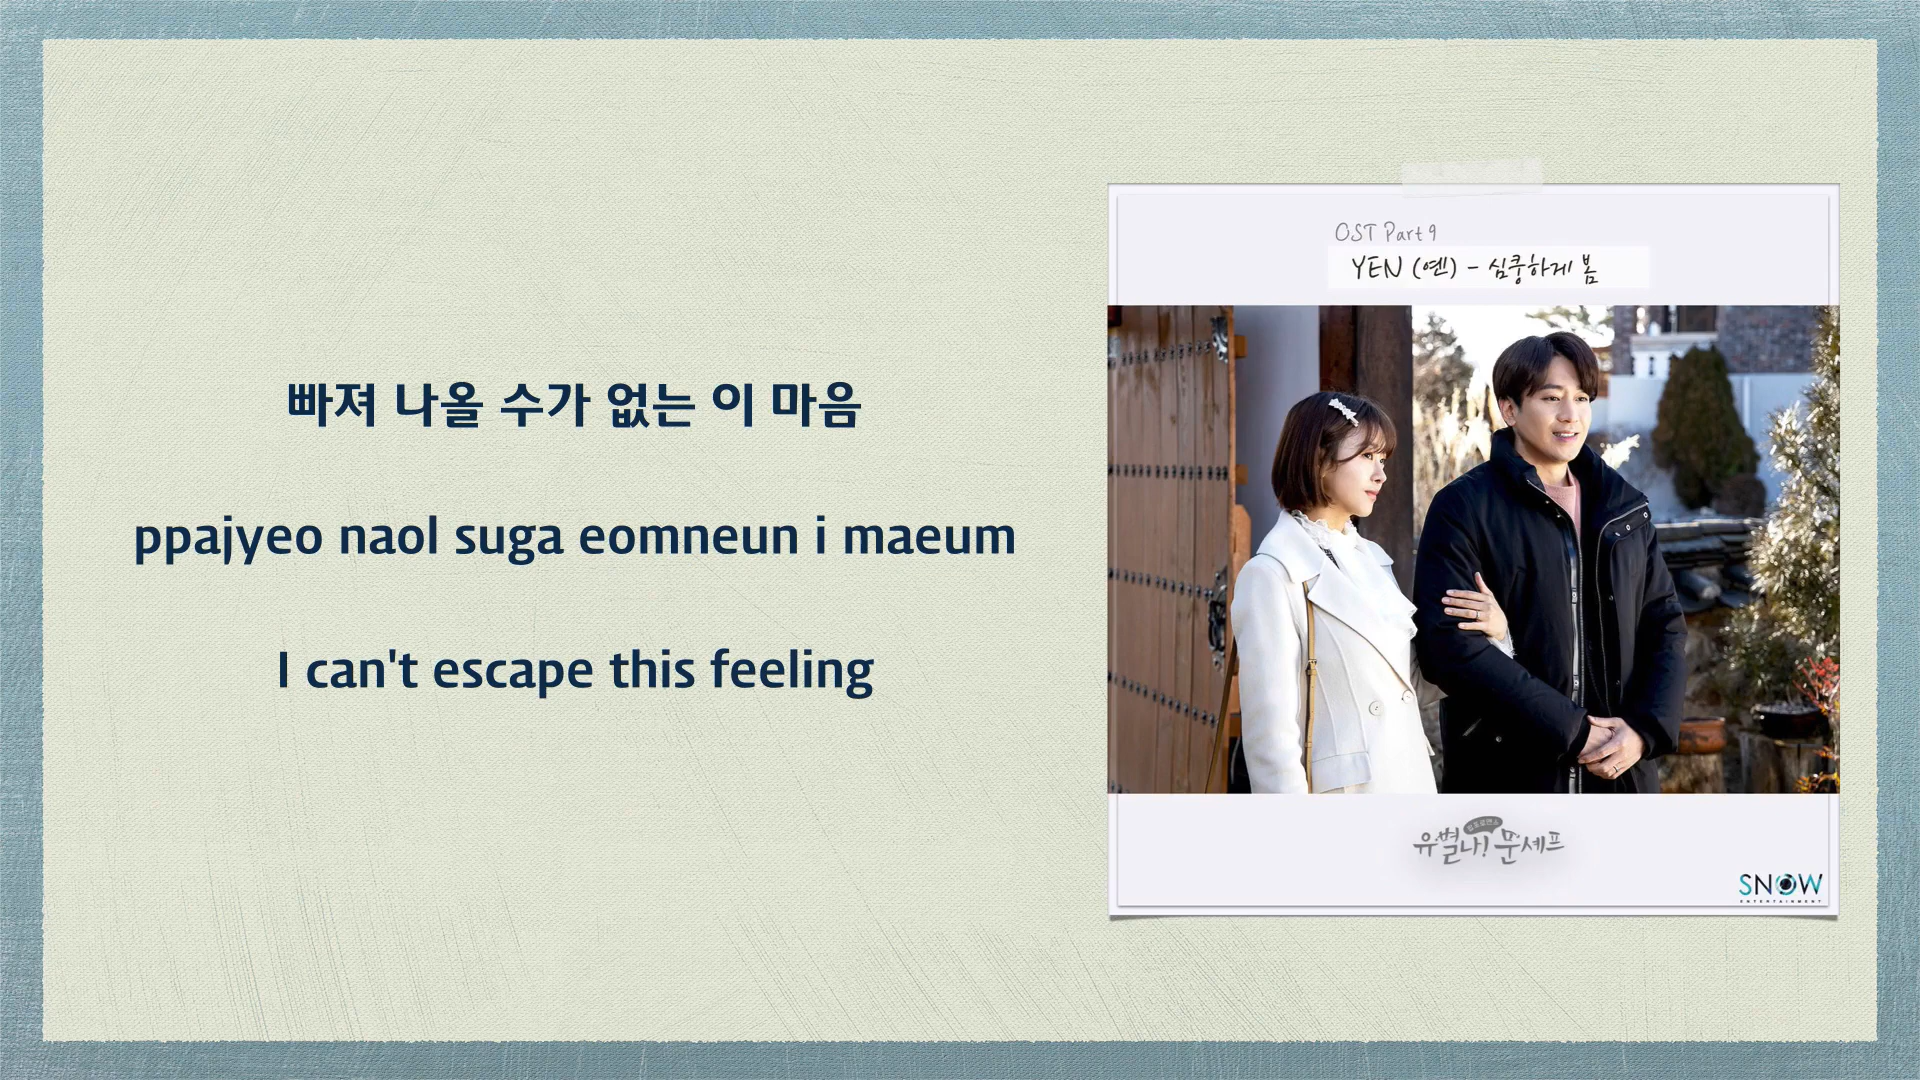 빠져 나올 수가 없는 이 마음
ppajyeo naol suga eomneun i maeum
I can't escape this feeling
OST Part 9
YEN (옌) - 심쿵하게 봄
유별나! 문셰프
SNOW
ENTERTAINMENT